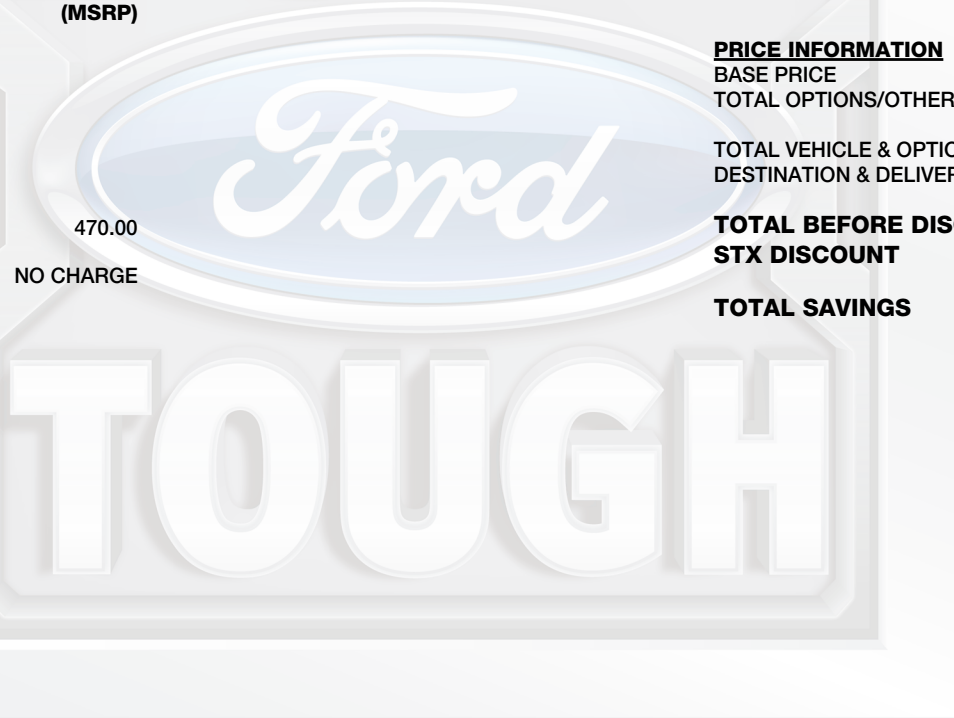 (MSRP)
470.00
NO CHARGE
PRICE INFORMATION
BASE PRICE
TOTAL OPTIONS/OTHER
TOTAL VEHICLE & OPTIO
DESTINATION & DELIVER
TOTAL BEFORE DISC
STX DISCOUNT
TOTAL SAVINGS
Ford
TOUGH